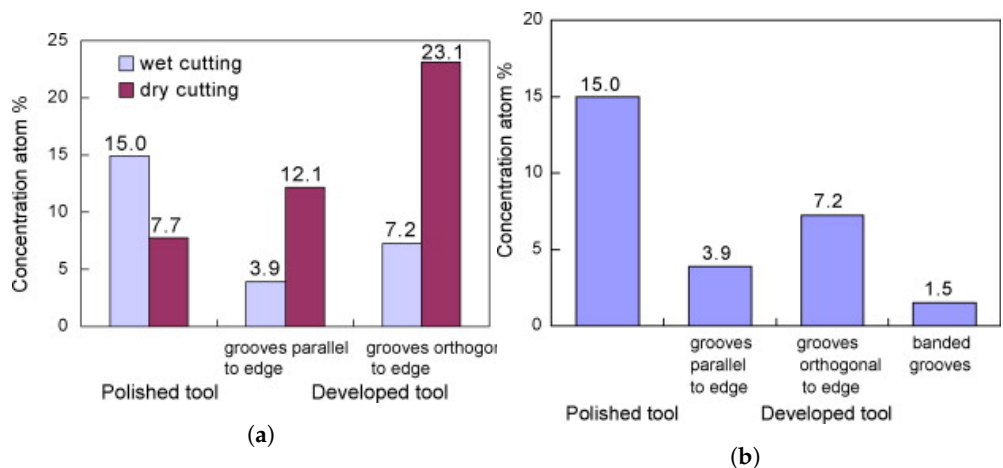 25
20
15
10
5
0
Concentration atom %
wet cutting
dry cutting
15.0
7.7
3.9
12.1
7.2
23.1
grooves parallel
to edge
grooves orthogon
to edge
Polished tool
Developed tool
(a)
20
15
10
5
0
Concentration atom %
15.0
3.9
7.2
1.5
grooves
parallel
to edge
grooves
orthogonal
to edge
banded
grooves
Polished tool
Developed tool
(b)